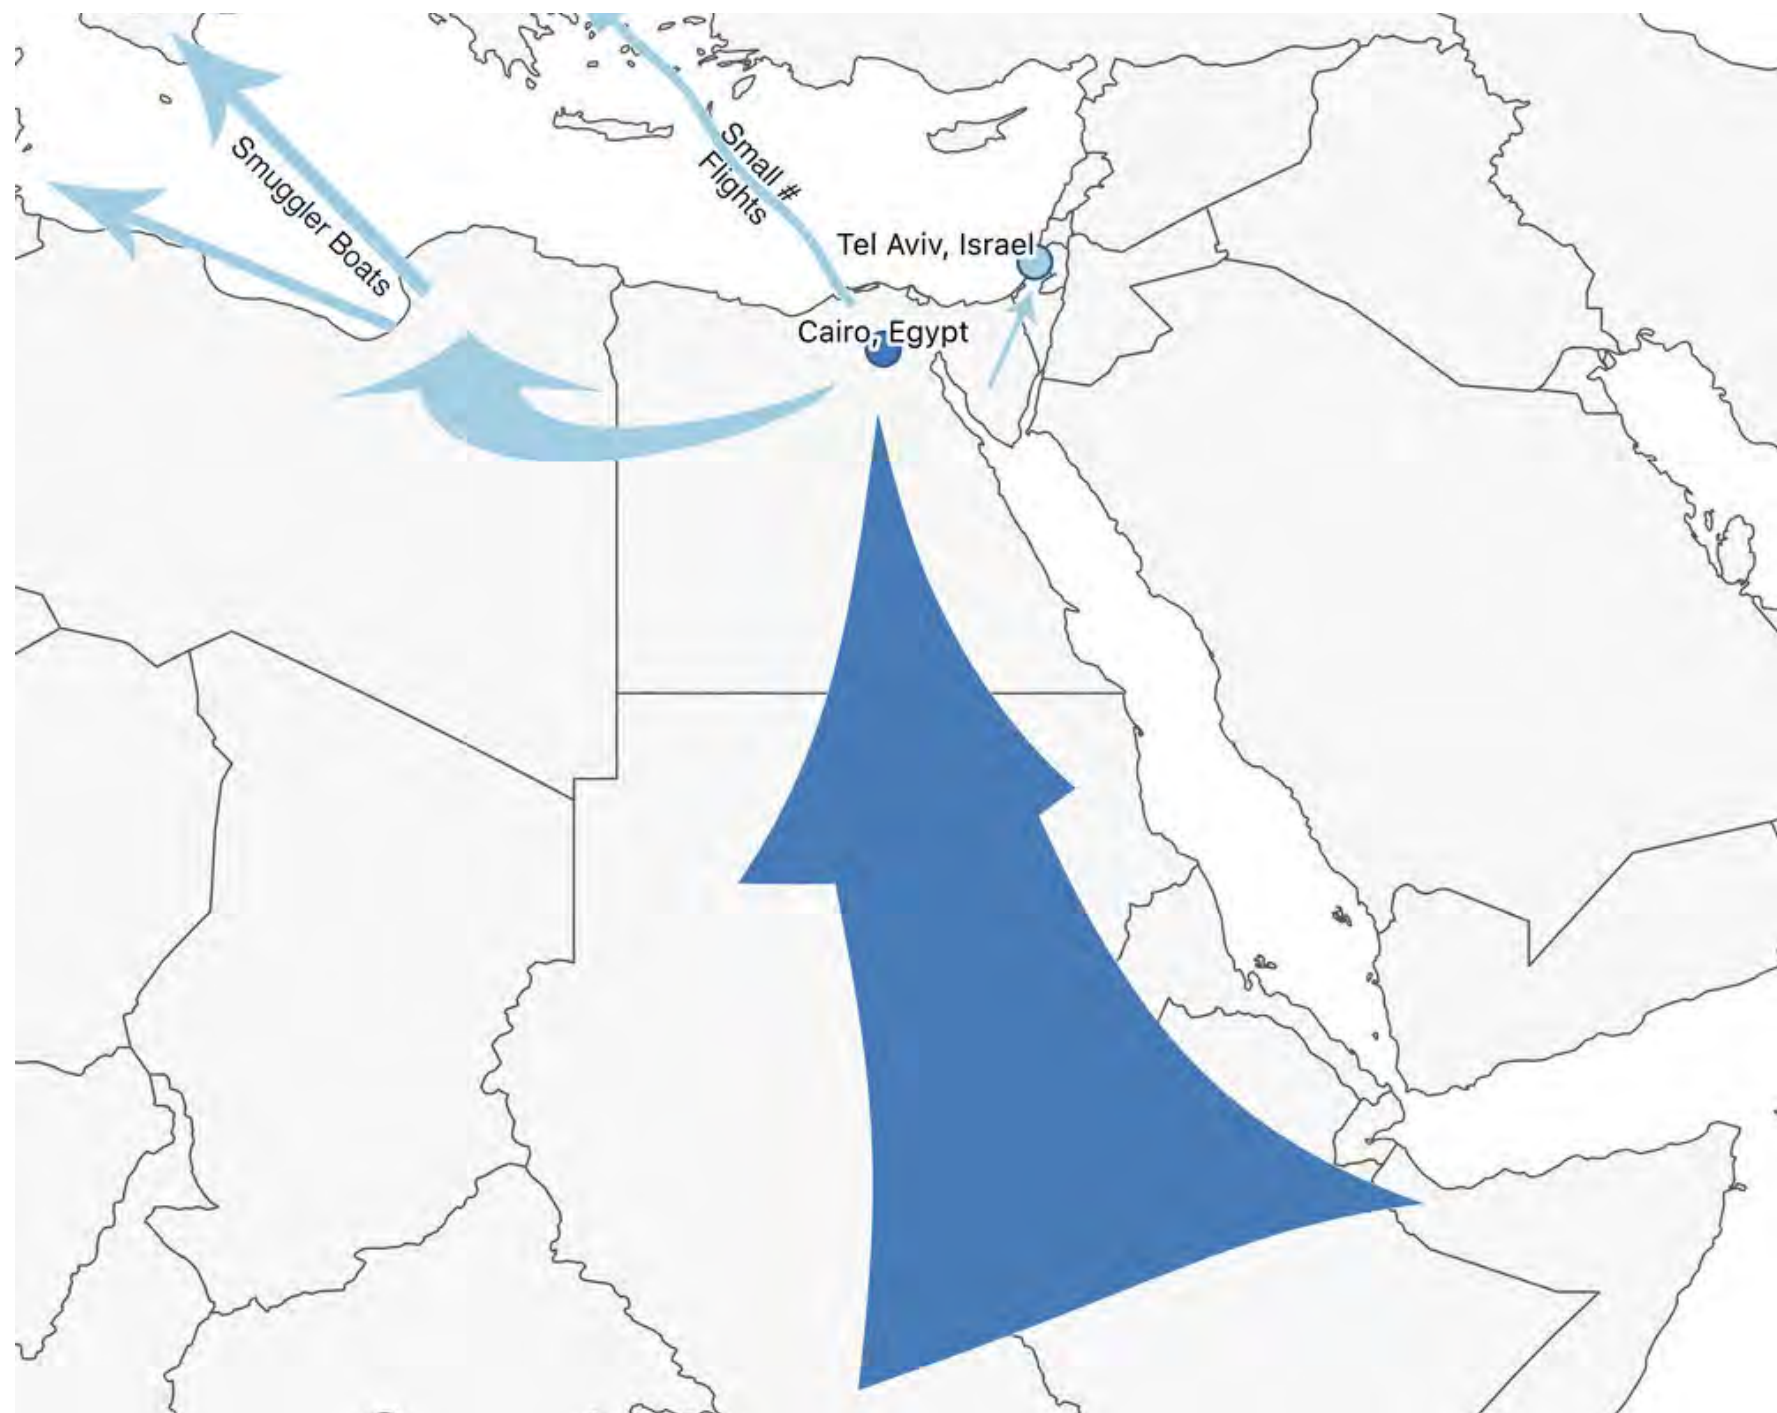 Small #
Flights
Smuggler Boats
Tel Aviv, Israel
Cairo, Egypt